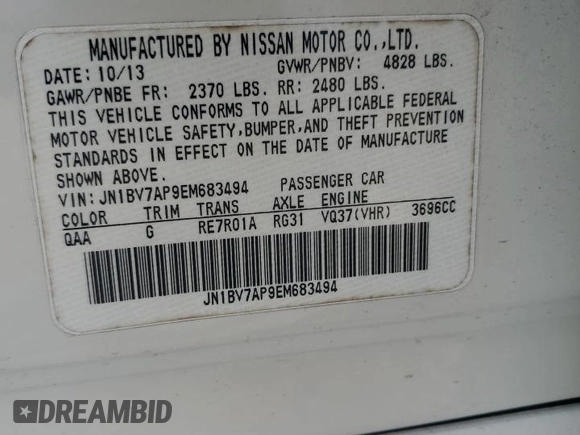 MANUFACTURED BY NISSAN MOTOR CO.,LTD.
DATE: 10/13 GVWR/PNBV: 4828 LBS.
GAWR/PNBE FR: 2370 LBS. RR: 2480 LBS.
THIS VEHICLE CONFORMS TO ALL APPLICABLE FEDERAL
MOTOR VEHICLE SAFETY, BUMPER, AND THEFT PREVENTION
STANDARDS IN EFFECT ON THE DATE OF MANUFACTURE
SHOWN ABOVE.
VIN: JN1BV7AP9EM683494 PASSENGER CAR
COLOR TRIM TRANS AXLE ENGINE
QAA G RE7R01A RG31 VQ37(VHR) 3696CC
JN1BV7AP9EM683494
DREAMBID